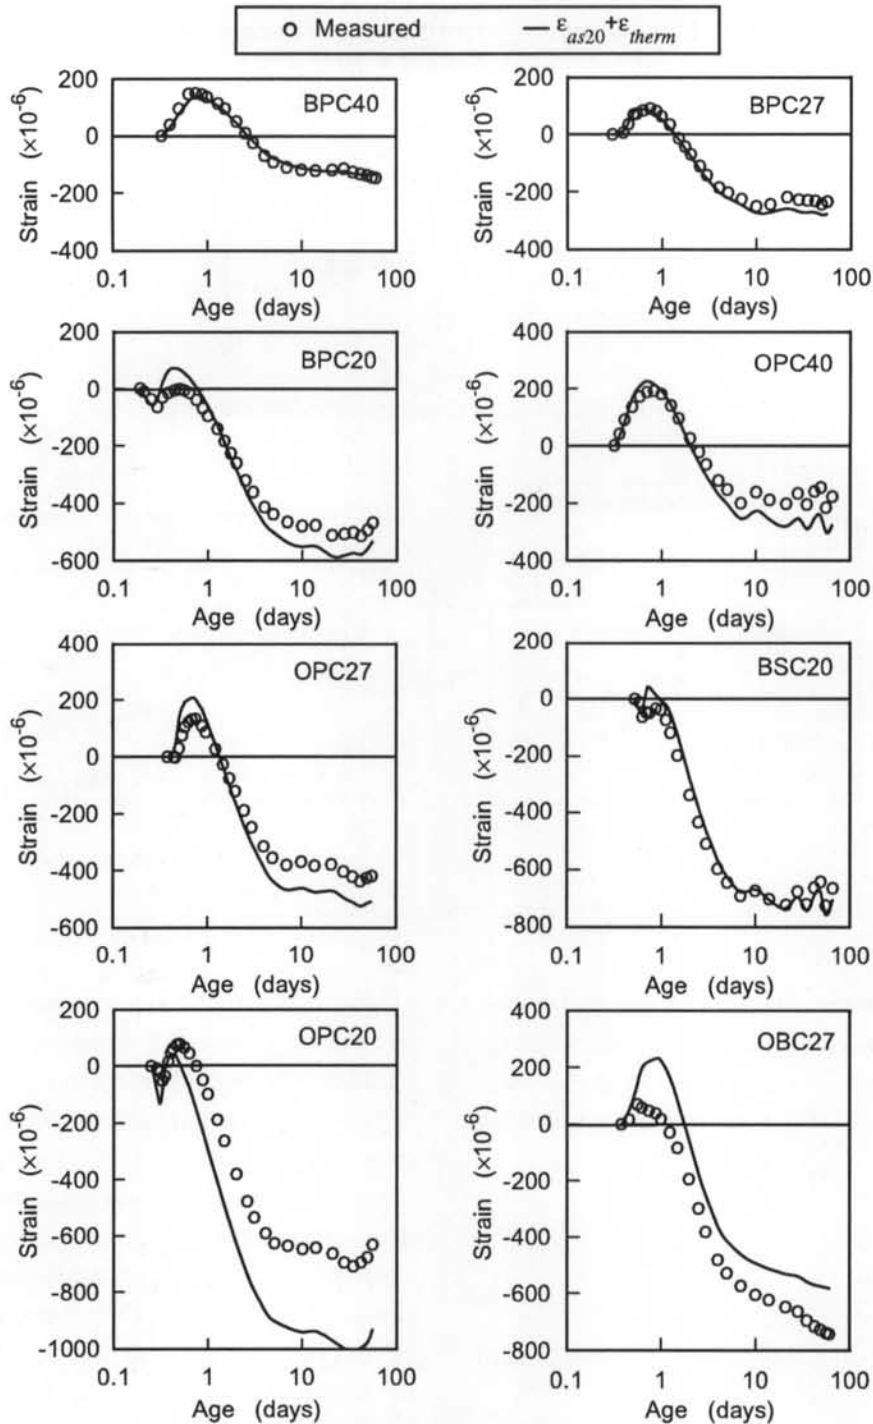 Measured
ε_as20+ε_therm
BPC40
Strain (×10^-6)
200
0
-200
-400
0.1
1
10
100
Age (days)
BPC27
Strain (×10^-6)
200
0
-200
-400
0.1
1
10
100
Age (days)
BPC20
Strain (×10^-6)
200
0
-200
-400
-600
0.1
1
10
100
Age (days)
OPC40
Strain (×10^-6)
400
200
0
-200
-400
0.1
1
10
100
Age (days)
OPC27
Strain (×10^-6)
400
200
0
-200
-400
-600
0.1
1
10
100
Age (days)
BSC20
Strain (×10^-6)
200
0
-200
-400
-600
-800
0.1
1
10
100
Age (days)
OPC20
Strain (×10^-6)
200
0
-200
-400
-600
-800
-1000
0.1
1
10
100
Age (days)
OBC27
Strain (×10^-6)
400
200
0
-200
-400
-600
-800
0.1
1
10
100
Age (days)